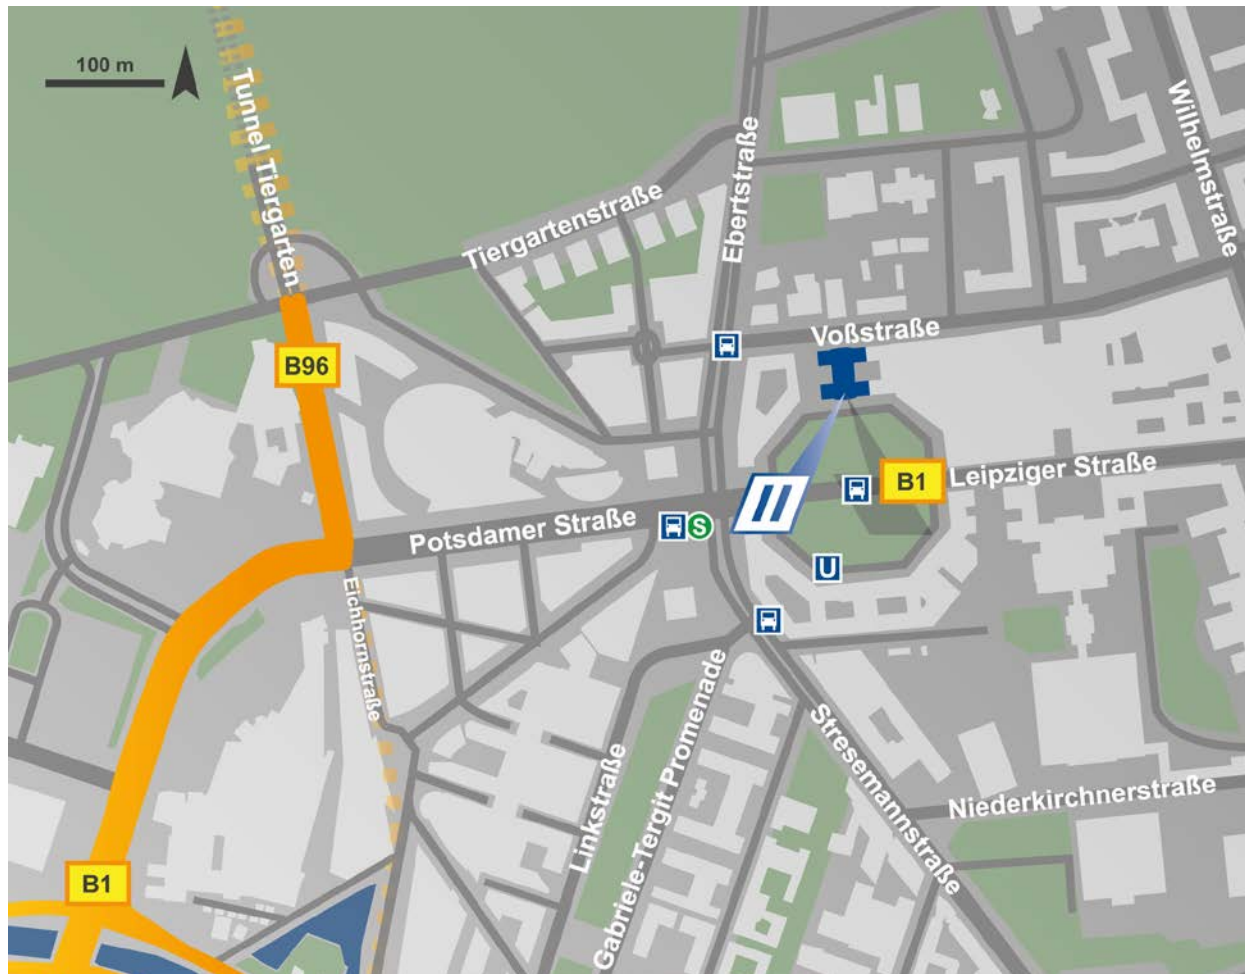 100 m
Tunnel Tiergarten
Wilhelmstraße
Ebertstraße
Tiergartenstraße
Voßstraße
B96
Leipziger Straße
B1
Potsdamer Straße
S
U
Eichhornstraße
Gabriele-Tergit Promenade
Stresemannstraße
Linkstraße
Niederkirchnerstraße
B1